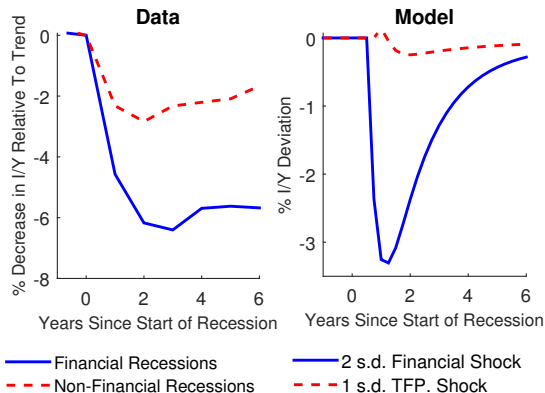 Data
% Decrease in I/Y Relative To Trend
0
-2
-4
-6
-8
0 2 4 6
Years Since Start of Recession
Financial Recessions
Non-Financial Recessions
Model
% I/Y Deviation
0
-1
-2
-3
0 2 4 6
Years Since Start of Recession
2 s.d. Financial Shock
1 s.d. TFP. Shock